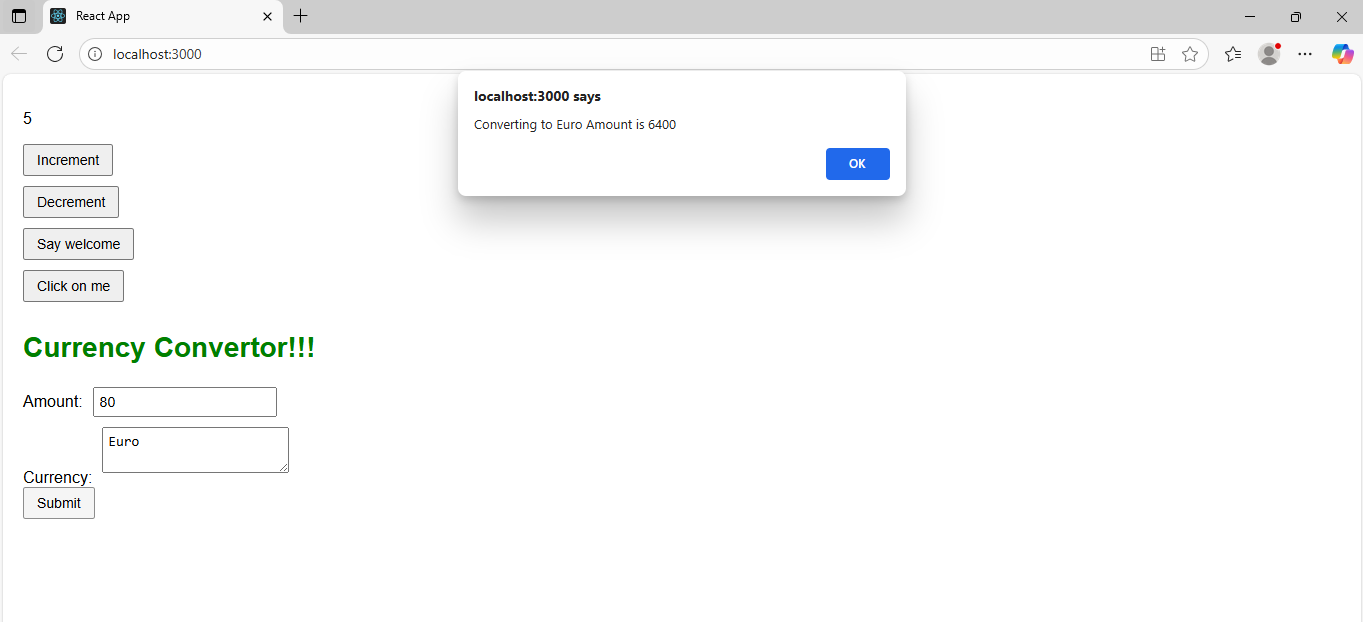 React App
localhost:3000
localhost:3000 says
Converting to Euro Amount is 6400
OK
5
Increment
Decrement
Say welcome
Click on me
Currency Convertor!!!
Amount: 80
Euro
Currency:
Submit